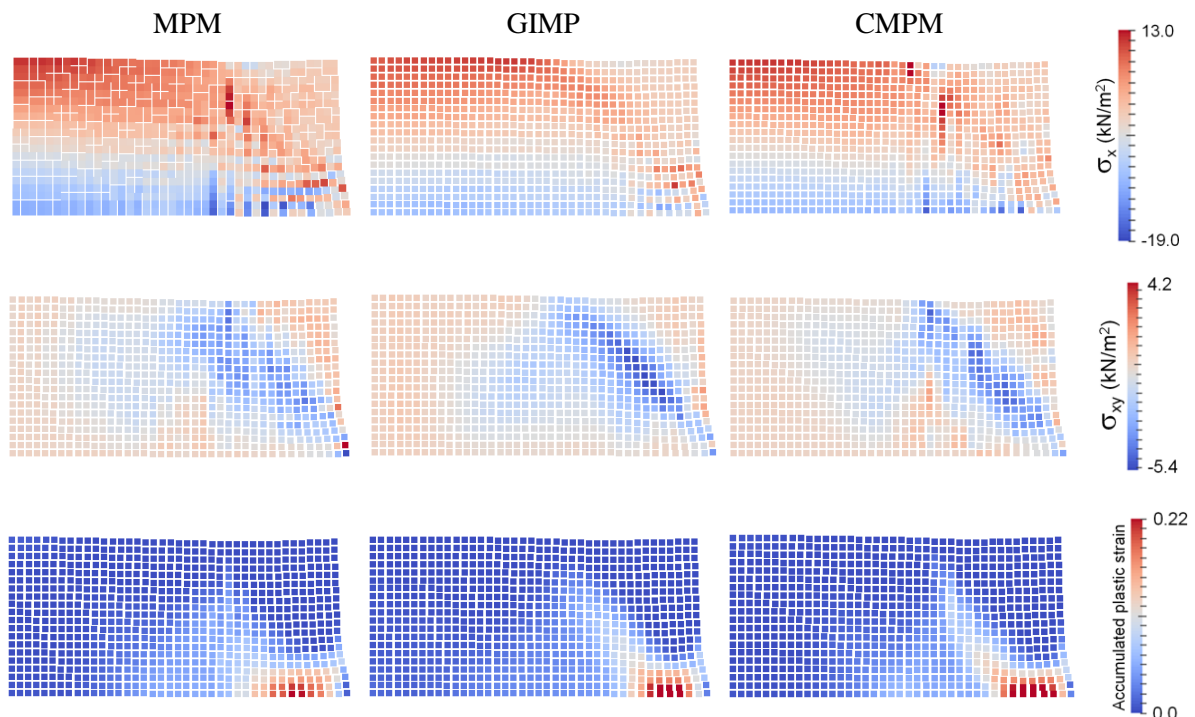 MPM GIMP CMPM
13.0
σx (kN/m²)
-19.0
4.2
σxy (kN/m²)
-5.4
0.22
Accumulated plastic strain
0.0